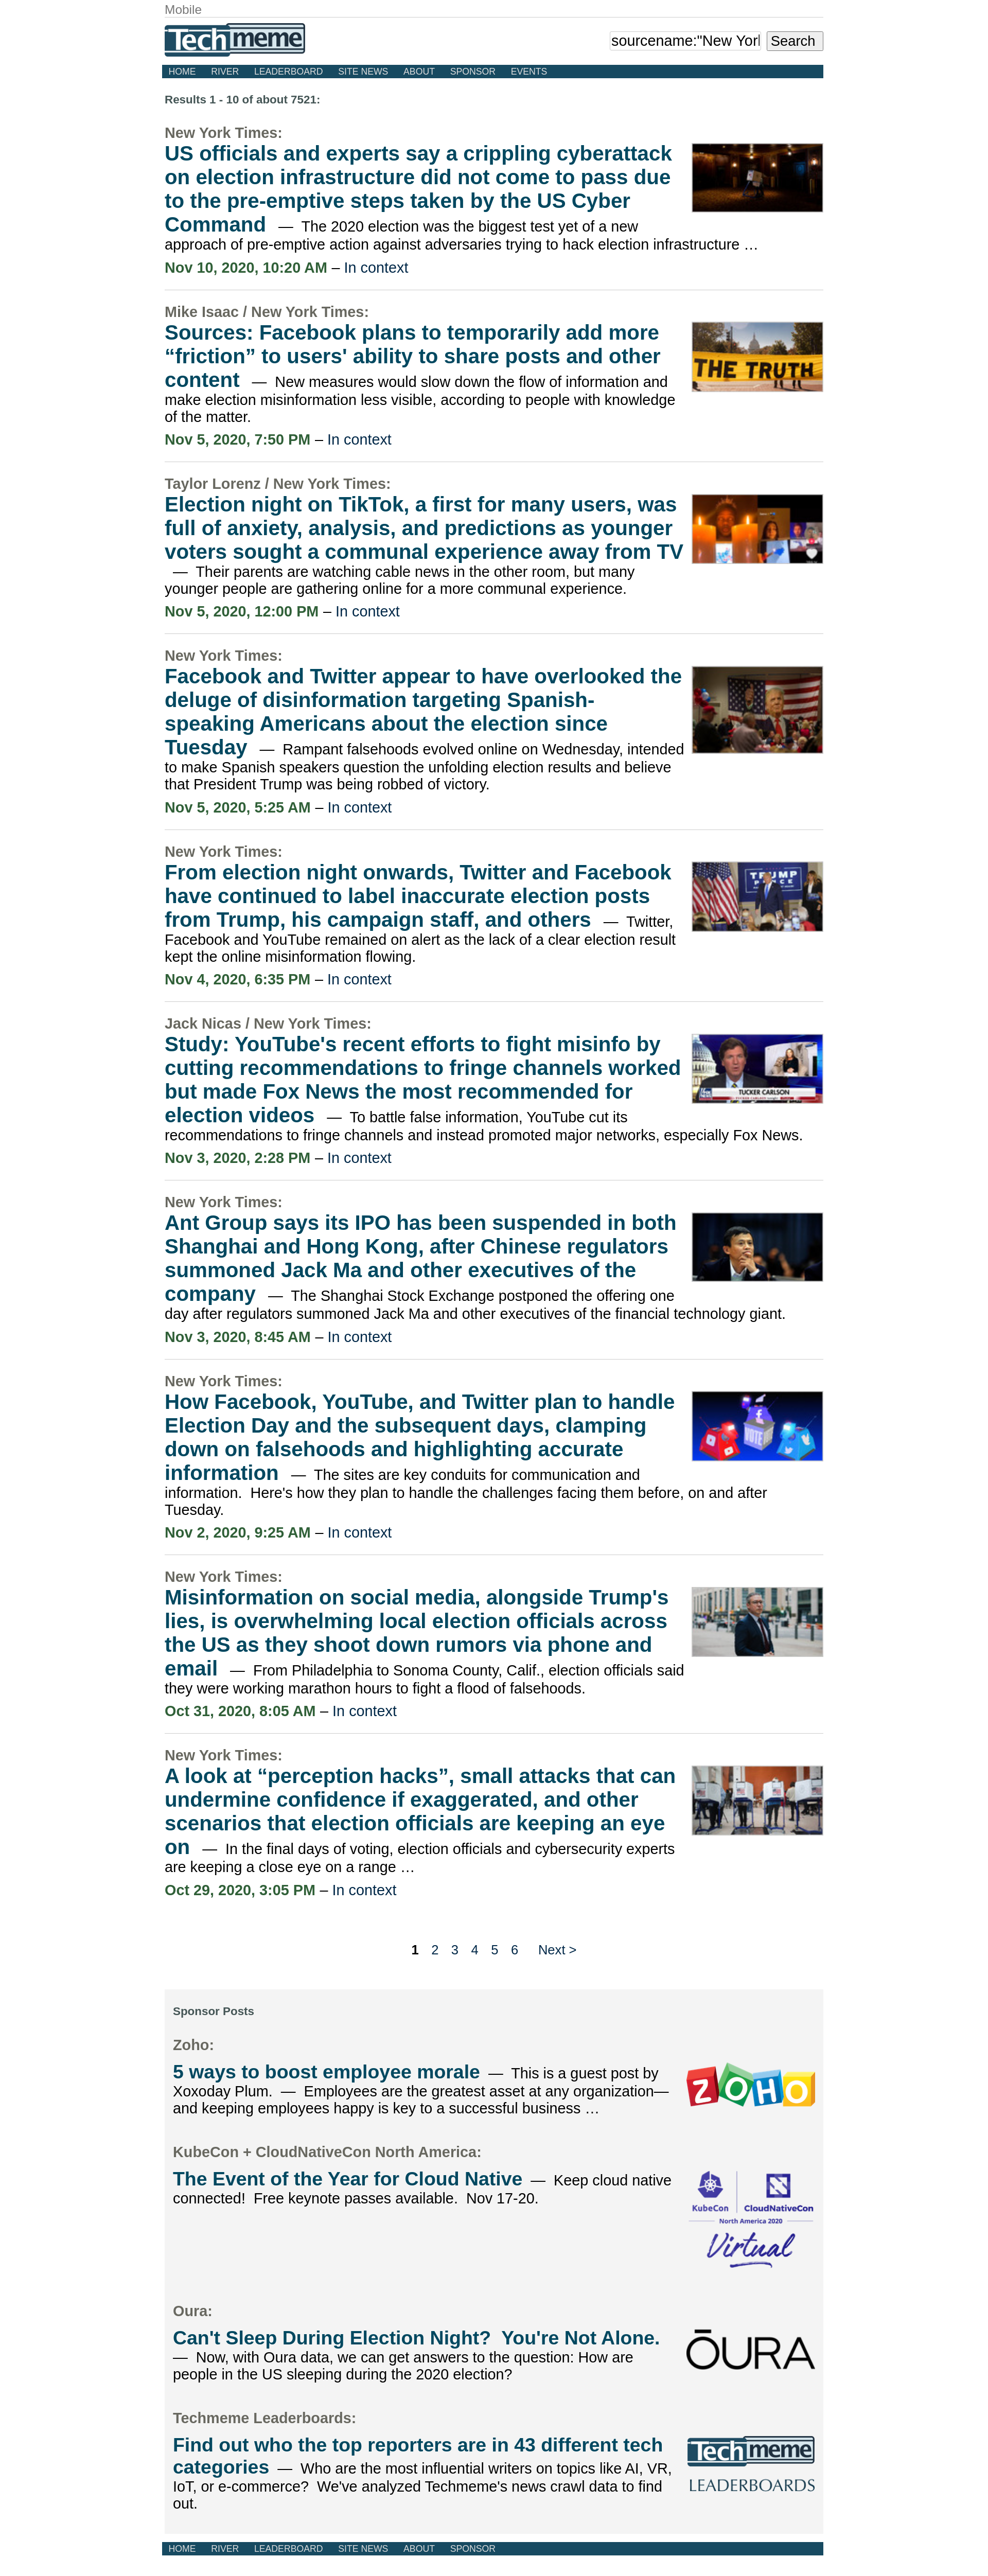 Mobile
Techmeme
sourcename:"New Yorl
Search
HOME RIVER LEADERBOARD SITE NEWS ABOUT SPONSOR EVENTS
Results 1 - 10 of about 7521:
New York Times:
US officials and experts say a crippling cyberattack
on election infrastructure did not come to pass due
to the pre-emptive steps taken by the US Cyber
Command — The 2020 election was the biggest test yet of a new
approach of pre-emptive action against adversaries trying to hack election infrastructure …
Nov 10, 2020, 10:20 AM – In context
Mike Isaac / New York Times:
Sources: Facebook plans to temporarily add more
“friction” to users' ability to share posts and other
content — New measures would slow down the flow of information and
make election misinformation less visible, according to people with knowledge
of the matter.
THE TRUTH
Nov 5, 2020, 7:50 PM – In context
Taylor Lorenz / New York Times:
Election night on TikTok, a first for many users, was
full of anxiety, analysis, and predictions as younger
voters sought a communal experience away from TV
— Their parents are watching cable news in the other room, but many
younger people are gathering online for a more communal experience.
Nov 5, 2020, 12:00 PM – In context
New York Times:
Facebook and Twitter appear to have overlooked the
deluge of disinformation targeting Spanish-
speaking Americans about the election since
Tuesday — Rampant falsehoods evolved online on Wednesday, intended
to make Spanish speakers question the unfolding election results and believe
that President Trump was being robbed of victory.
Nov 5, 2020, 5:25 AM – In context
New York Times:
From election night onwards, Twitter and Facebook
have continued to label inaccurate election posts
from Trump, his campaign staff, and others — Twitter,
Facebook and YouTube remained on alert as the lack of a clear election result
kept the online misinformation flowing.
TRUMP
Nov 4, 2020, 6:35 PM – In context
Jack Nicas / New York Times:
Study: YouTube's recent efforts to fight misinfo by
cutting recommendations to fringe channels worked
but made Fox News the most recommended for
election videos — To battle false information, YouTube cut its
recommendations to fringe channels and instead promoted major networks, especially Fox News.
TUCKER CARLSON
Nov 3, 2020, 2:28 PM – In context
New York Times:
Ant Group says its IPO has been suspended in both
Shanghai and Hong Kong, after Chinese regulators
summoned Jack Ma and other executives of the
company — The Shanghai Stock Exchange postponed the offering one
day after regulators summoned Jack Ma and other executives of the financial technology giant.
Nov 3, 2020, 8:45 AM – In context
New York Times:
How Facebook, YouTube, and Twitter plan to handle
Election Day and the subsequent days, clamping
down on falsehoods and highlighting accurate
information — The sites are key conduits for communication and
information. Here's how they plan to handle the challenges facing them before, on and after
Tuesday.
VOTE
Nov 2, 2020, 9:25 AM – In context
New York Times:
Misinformation on social media, alongside Trump's
lies, is overwhelming local election officials across
the US as they shoot down rumors via phone and
email — From Philadelphia to Sonoma County, Calif., election officials said
they were working marathon hours to fight a flood of falsehoods.
Oct 31, 2020, 8:05 AM – In context
New York Times:
A look at “perception hacks”, small attacks that can
undermine confidence if exaggerated, and other
scenarios that election officials are keeping an eye
on — In the final days of voting, election officials and cybersecurity experts
are keeping a close eye on a range …
Oct 29, 2020, 3:05 PM – In context
1 2 3 4 5 6 Next >
Sponsor Posts
Zoho:
5 ways to boost employee morale — This is a guest post by
Xoxoday Plum. — Employees are the greatest asset at any organization—
and keeping employees happy is key to a successful business …
ZOHO
KubeCon + CloudNativeCon North America:
The Event of the Year for Cloud Native — Keep cloud native
connected! Free keynote passes available. Nov 17-20.
KubeCon CloudNativeCon
North America 2020
Virtual
Oura:
Can't Sleep During Election Night? You're Not Alone.
— Now, with Oura data, we can get answers to the question: How are
people in the US sleeping during the 2020 election?
ŌURA
Techmeme Leaderboards:
Find out who the top reporters are in 43 different tech
categories — Who are the most influential writers on topics like AI, VR,
IoT, or e-commerce? We've analyzed Techmeme's news crawl data to find
out.
Techmeme
LEADERBOARDS
HOME RIVER LEADERBOARD SITE NEWS ABOUT SPONSOR